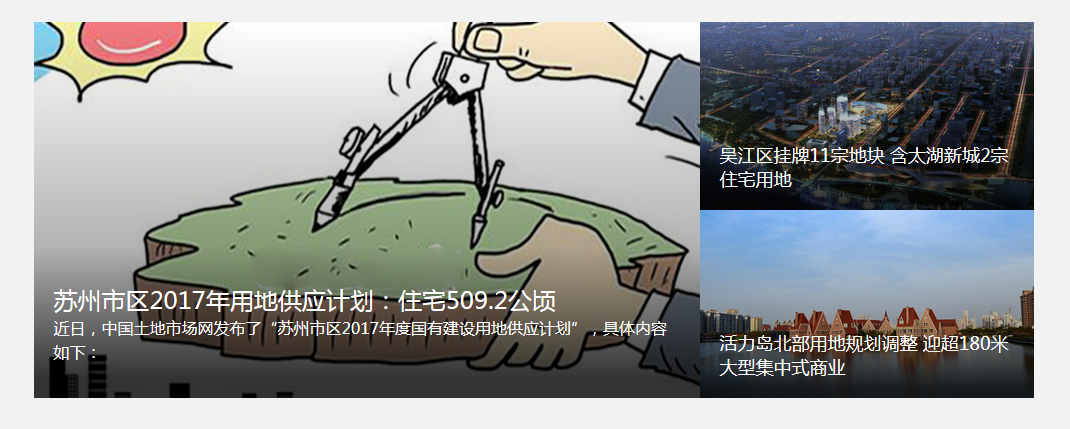 苏州市区2017年用地供应计划：住宅509.2公顷
近日，中国土地市场网发布了“苏州市区2017年度国有建设用地供应计划”，具体内容
如下：
吴江区挂牌11宗地块 含太湖新城2宗
住宅用地
活力岛北部用地规划调整 迎超180米
大型集中式商业